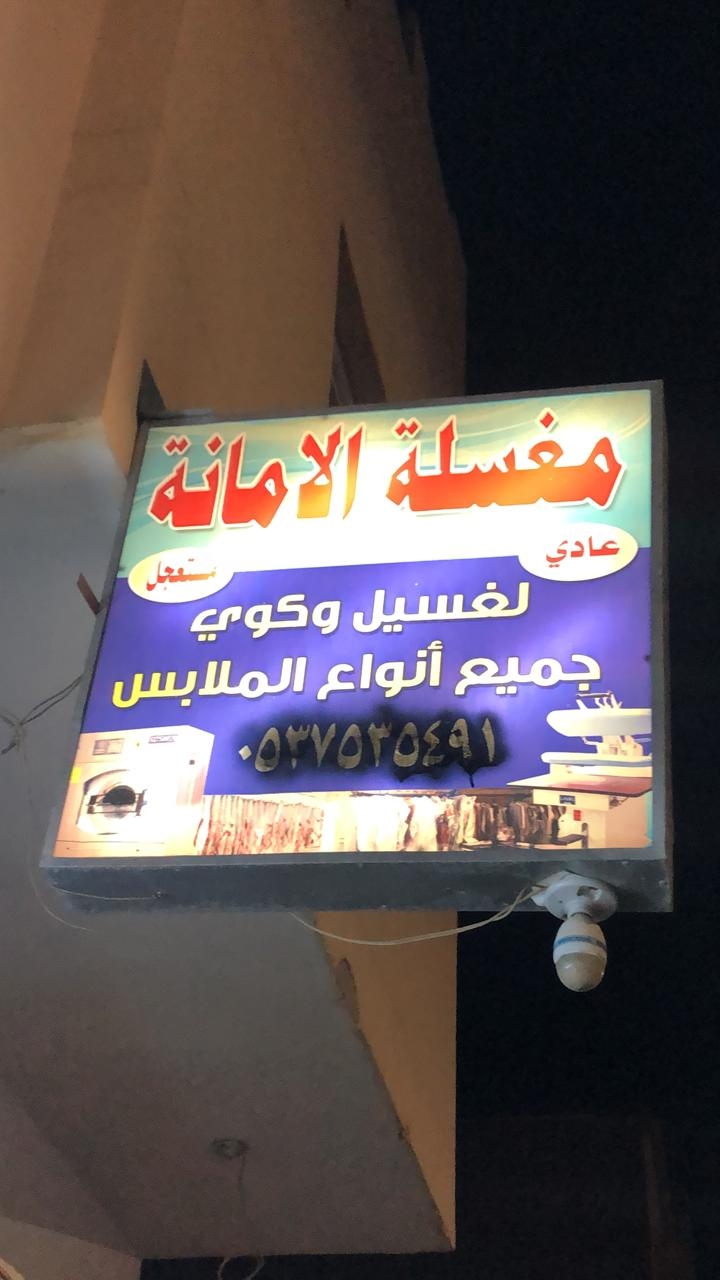 مغسلة الامانة
عادي
مستعجل
لغسيل وكوي
جميع أنواع الملابس
٠٥٣٧٥٣٥٤٩١